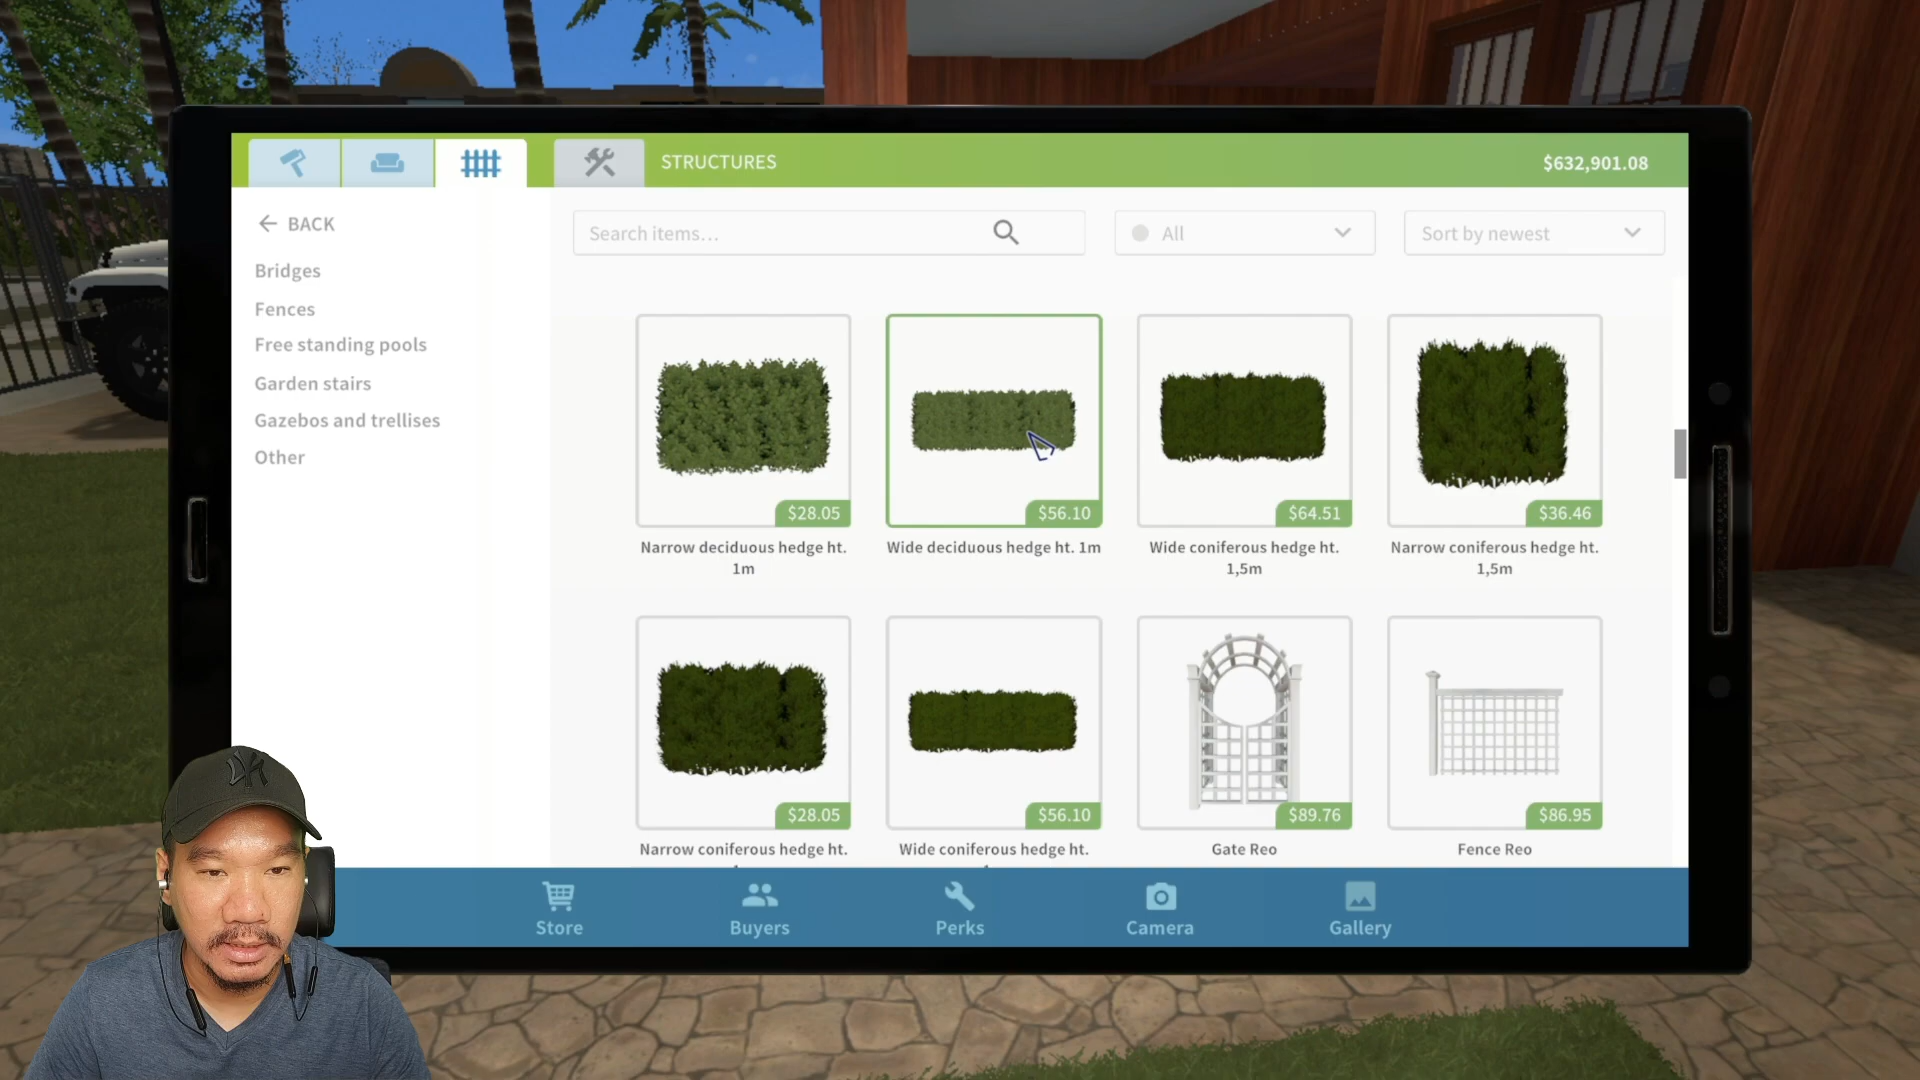 STRUCTURES
$632,901.08
BACK
Bridges
Fences
Free standing pools
Garden stairs
Gazebos and trellises
Other
Search items...
All
Sort by newest
$28.05
$56.10
$64.51
$36.46
Narrow deciduous hedge ht.
1m
Wide deciduous hedge ht. 1m
Wide coniferous hedge ht.
1,5m
Narrow coniferous hedge ht.
1,5m
$28.05
$56.10
$89.76
$86.95
Narrow coniferous hedge ht.
Wide coniferous hedge ht.
Gate Reo
Fence Reo
Store
Buyers
Perks
Camera
Gallery